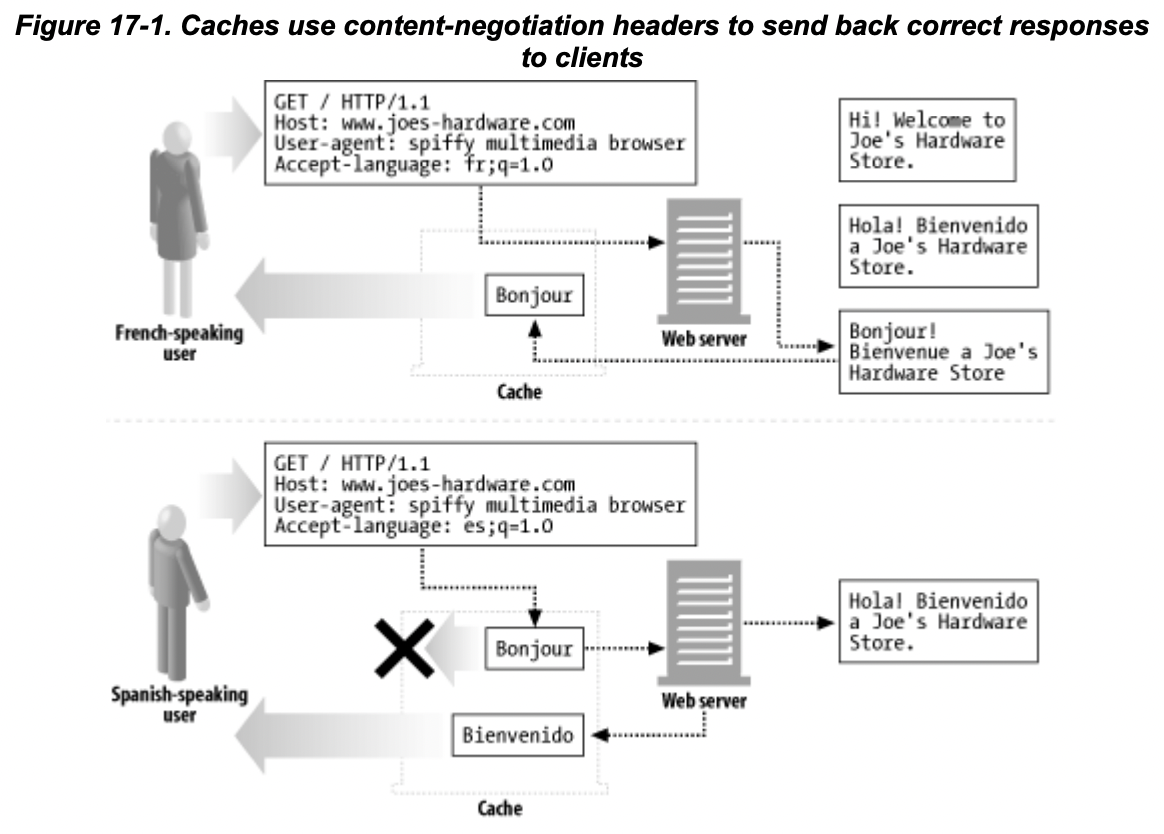 Figure 17-1. Caches use content-negotiation headers to send back correct responses
to clients
GET / HTTP/1.1
Host: www.joes-hardware.com
User-agent: spiffy multimedia browser
Accept-language: fr;q=1.0
Hi! Welcome to
Joe's Hardware
Store.
Hola! Bienvenido
a Joe's Hardware
Store.
Bonjour
French-speaking
user
Web server
Bonjour!
Bienvenue a Joe's
Hardware Store
Cache
GET / HTTP/1.1
Host: www.joes-hardware.com
User-agent: spiffy multimedia browser
Accept-language: es;q=1.0
Bonjour
Hola! Bienvenido
a Joe's Hardware
Store.
Spanish-speaking
user
Web server
Bienvenido
Cache